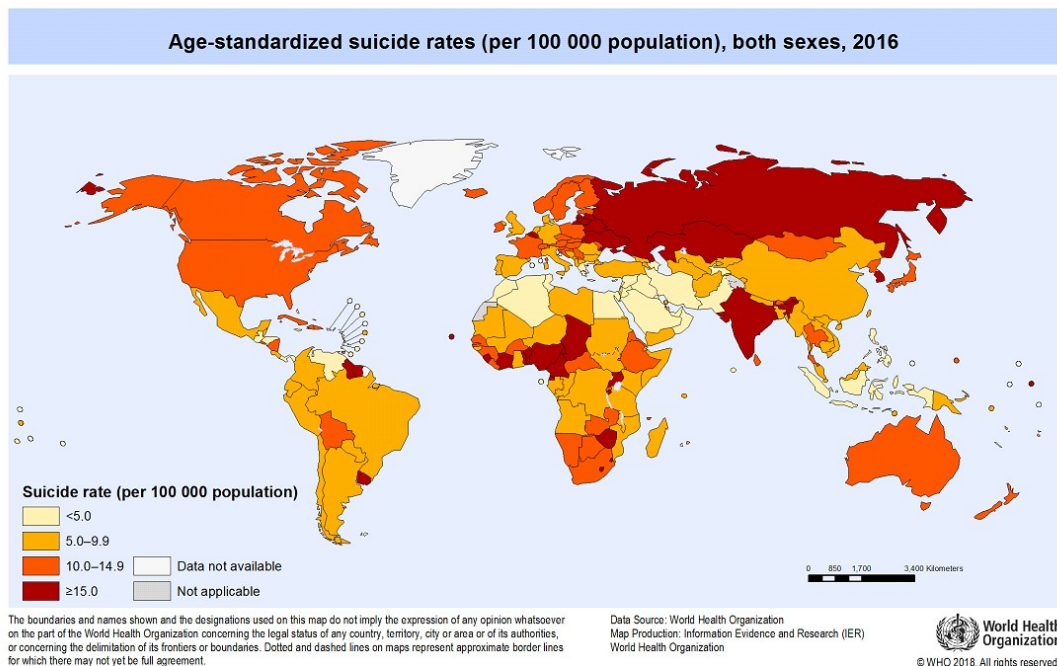 Age-standardized suicide rates (per 100 000 population), both sexes, 2016
Suicide rate (per 100 000 population)
<5.0
5.0–9.9
10.0–14.9
≥15.0
Data not available
Not applicable
0 850 1,700 3,400 Kilometers
The boundaries and names shown and the designations used on this map do not imply the expression of any opinion whatsoever
on the part of the World Health Organization concerning the legal status of any country, territory, city or area or of its authorities,
or concerning the delimitation of its frontiers or boundaries. Dotted and dashed lines on maps represent approximate border lines
for which there may not yet be full agreement.
Data Source: World Health Organization
Map Production: Information Evidence and Research (IER)
World Health Organization
World Health
Organization
© WHO 2018. All rights reserved